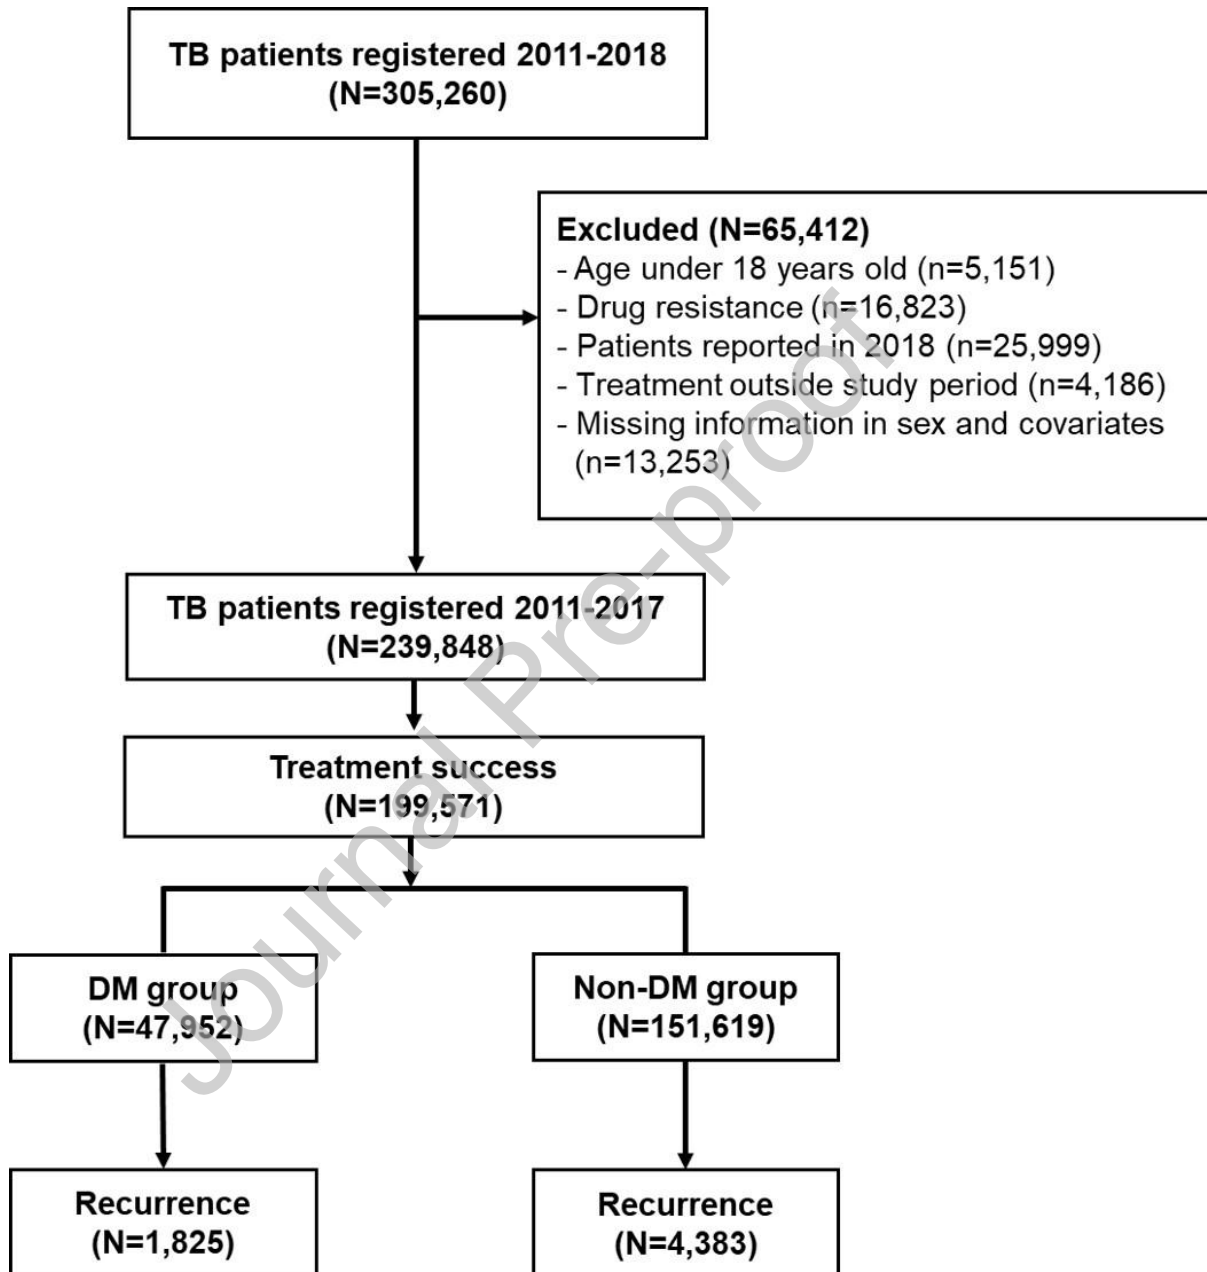 TB patients registered 2011-2018
(N=305,260)
Excluded (N=65,412)
- Age under 18 years old (n=5,151)
- Drug resistance (n=16,823)
- Patients reported in 2018 (n=25,999)
- Treatment outside study period (n=4,186)
- Missing information in sex and covariates
(n=13,253)
TB patients registered 2011-2017
(N=239,848)
Treatment success
(N=199,571)
DM group
(N=47,952)
Non-DM group
(N=151,619)
Recurrence
(N=1,825)
Recurrence
(N=4,383)
Journal Pre-proof